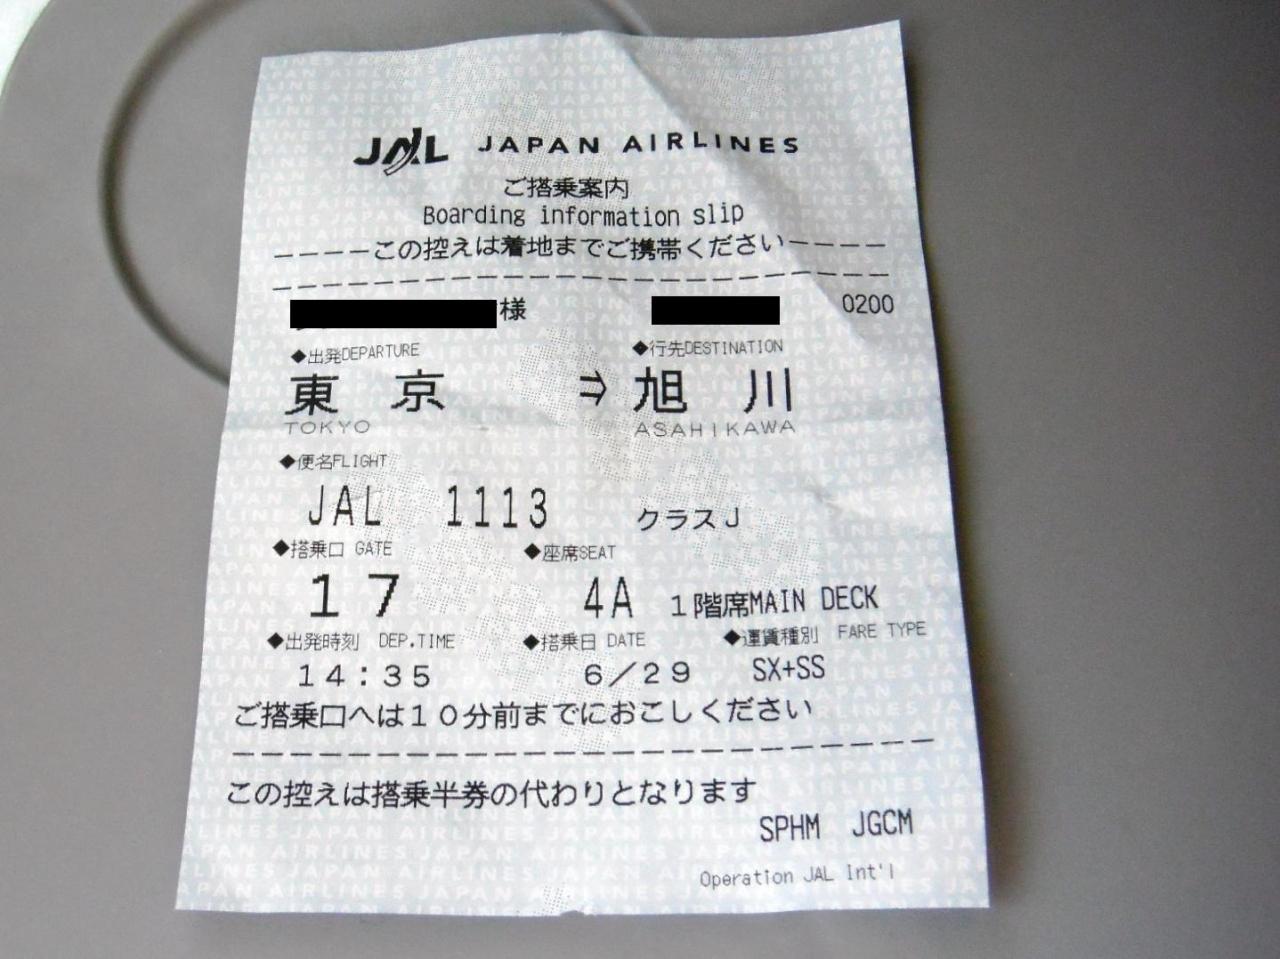 JAL JAPAN AIRLINES
ご搭乗案内
Boarding information slip
----この控えは着地までご携帯ください----
様 0200
◆出発DEPARTURE ◆行先DESTINATION
東 京 ⇒ 旭 川
TOKYO ASAHIKAWA
◆便名FLIGHT
JAL 1113 クラスJ
◆搭乗口 GATE ◆座席SEAT
17 4A 1階席MAIN DECK
◆出発時刻 DEP.TIME ◆搭乗日 DATE ◆運賃種別 FARE TYPE
14:35 6/29 SX+SS
ご搭乗口へは10分前までにおこしください
この控えは搭乗半券の代わりとなります
SPHM JGCM
Operation JAL Int'l